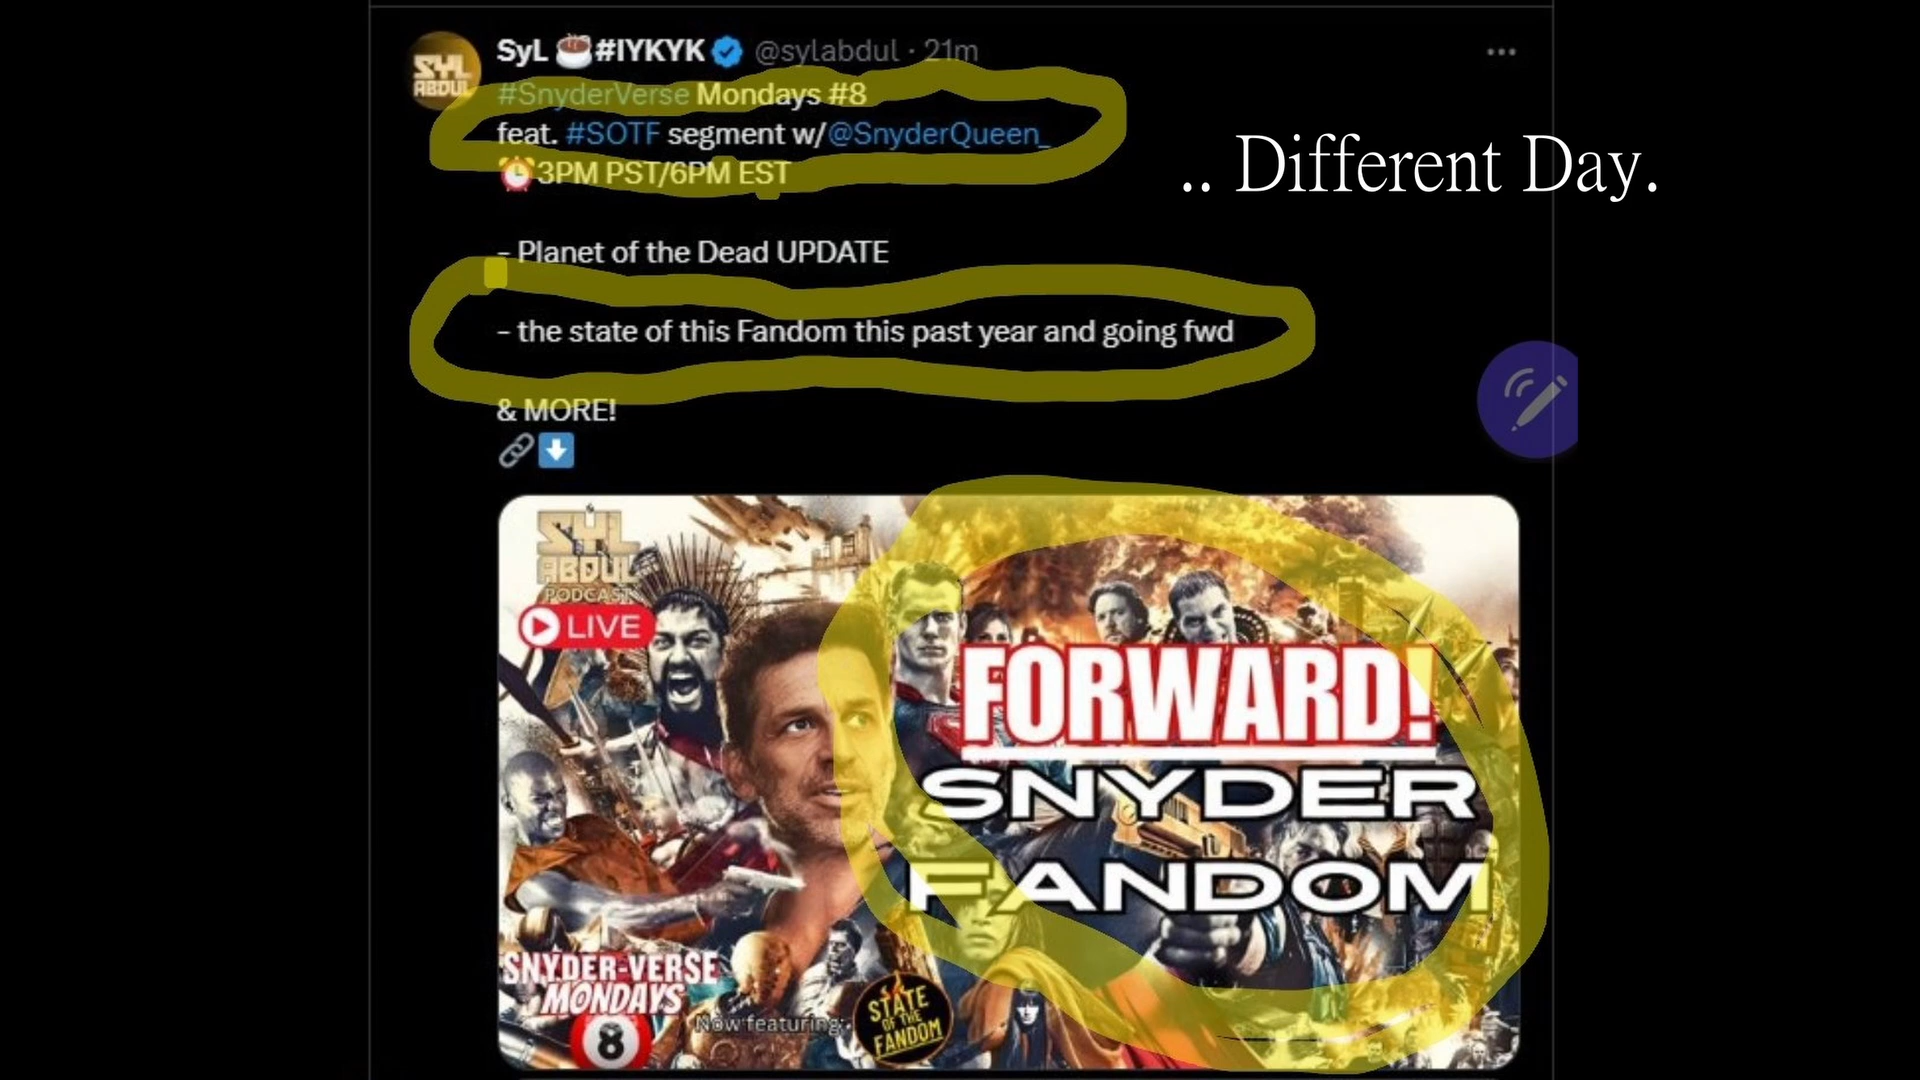 SyL ☕#IYKYK @sylabdul · 21m
SYL
ABDUL
#SnyderVerse Mondays #8
feat. #SOTF segment w/@SnyderQueen_
⏰3PM PST/6PM EST
.. Different Day.
- Planet of the Dead UPDATE
- the state of this Fandom this past year and going fwd
& MORE!
🔗⬇️
SYL
ABDUL
PODCAST
LIVE
FORWARD!
SNYDER
FANDOM
SNYDER-VERSE
MONDAYS
8
Now featuring:
STATE
OF THE
FANDOM